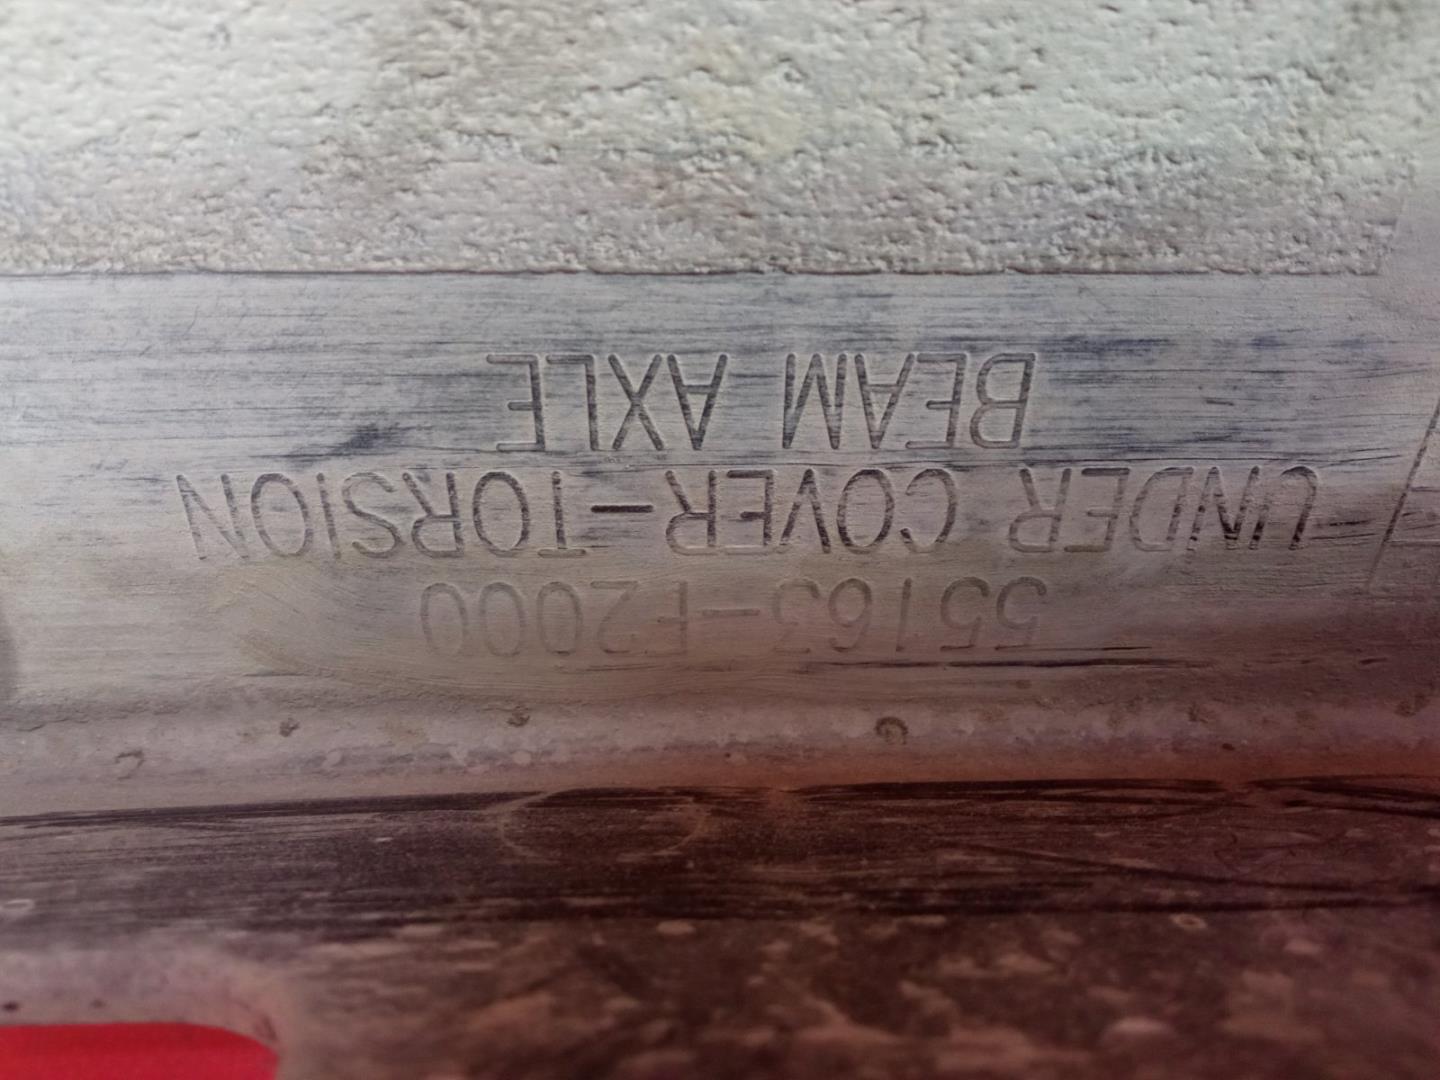 55163-F2000
UNDER COVER-TORSION
BEAM AXLE